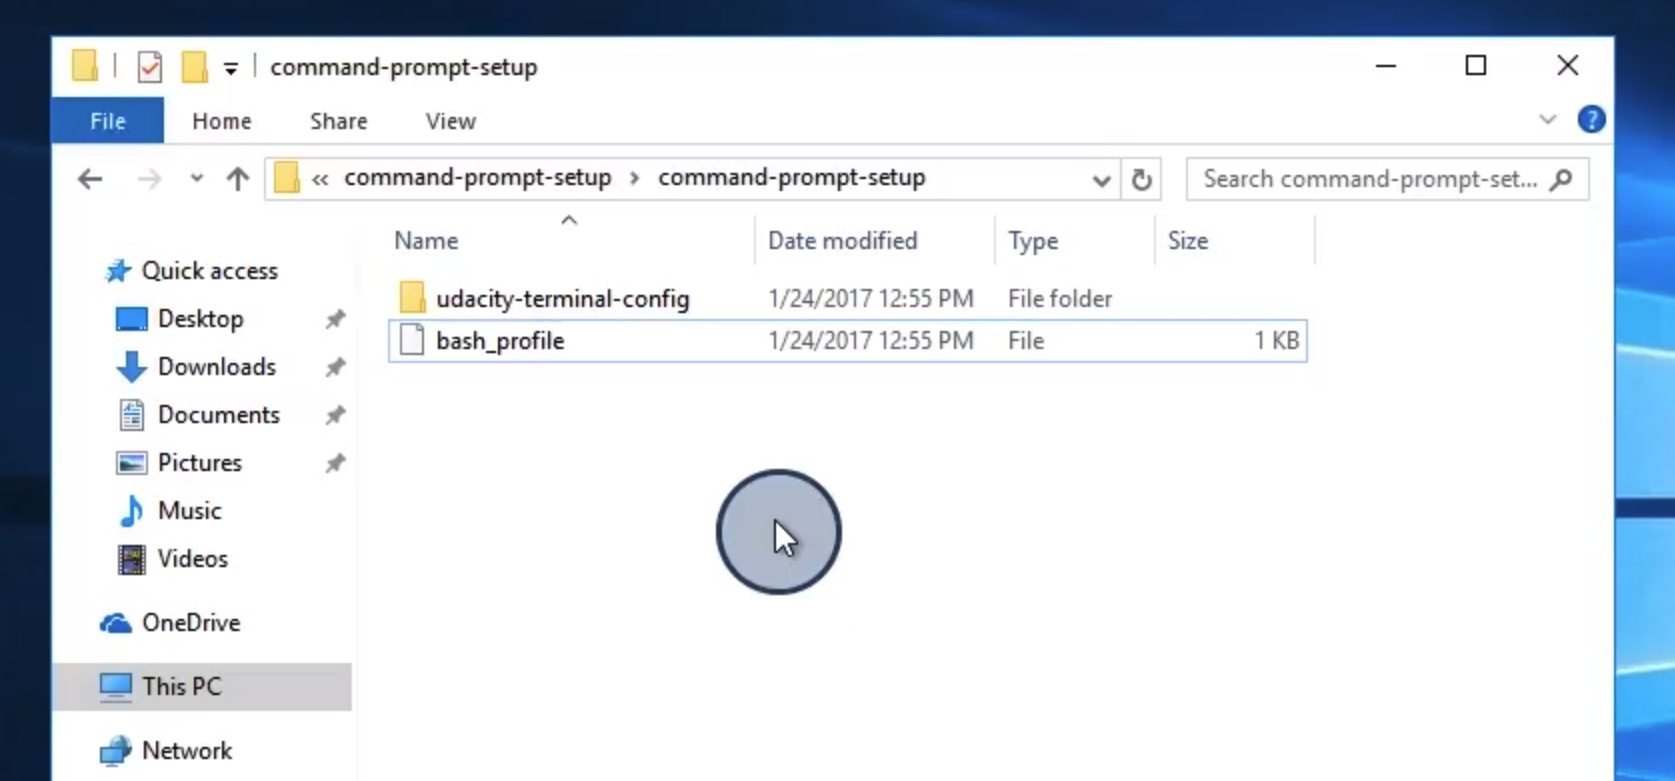 command-prompt-setup
File Home Share View
« command-prompt-setup › command-prompt-setup Search command-prompt-set...
Name Date modified Type Size
Quick access
Desktop
Downloads
Documents
Pictures
Music
Videos
OneDrive
This PC
Network
udacity-terminal-config 1/24/2017 12:55 PM File folder
bash_profile 1/24/2017 12:55 PM File 1 KB